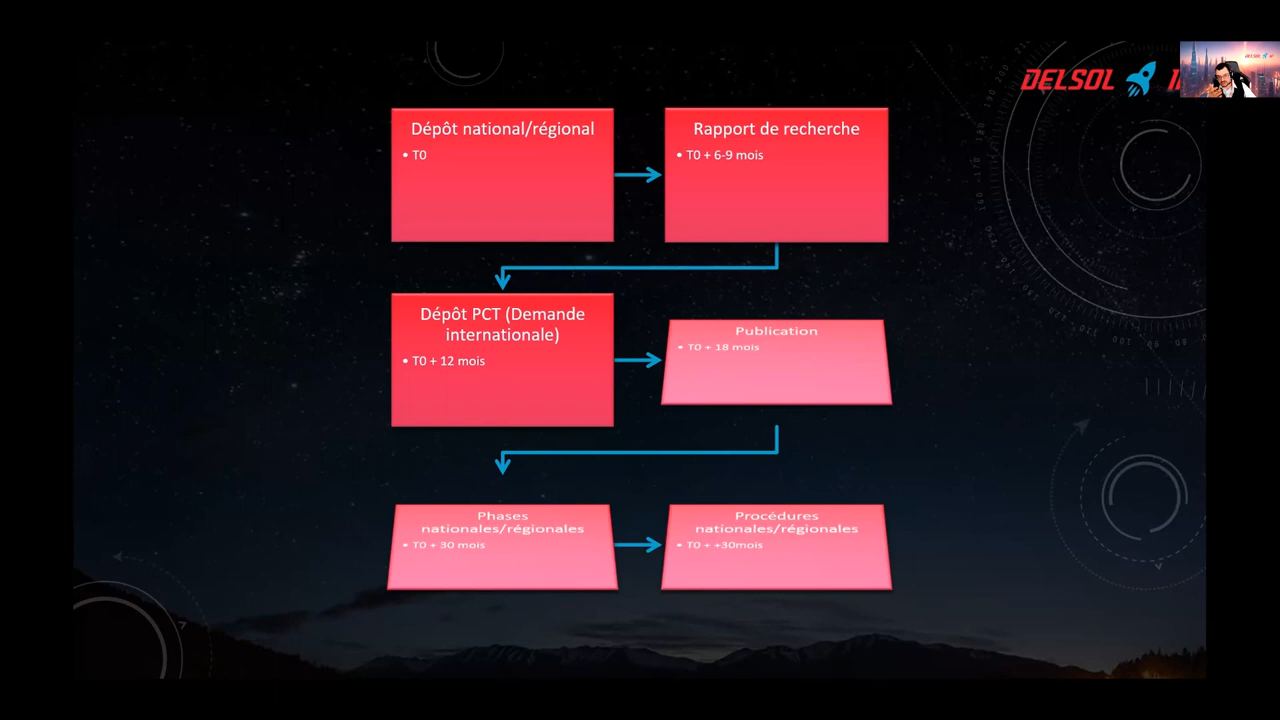 DELSOL
Dépôt national/régional
• T0
Rapport de recherche
• T0 + 6-9 mois
Dépôt PCT (Demande
internationale)
• T0 + 12 mois
Publication
• T0 + 18 mois
Phases
nationales/régionales
• T0 + 30 mois
Procédures
nationales/régionales
• T0 + +30mois